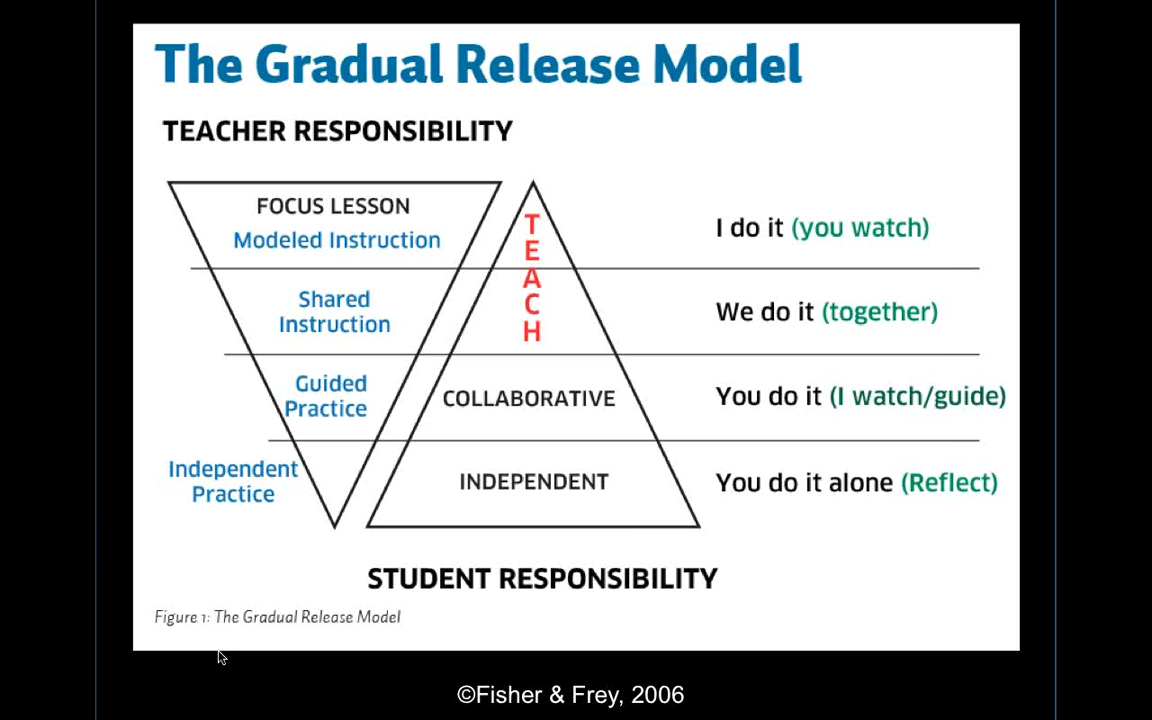 The Gradual Release Model
TEACHER RESPONSIBILITY
FOCUS LESSON
Modeled Instruction
T
E
A
C
H
I do it (you watch)
Shared
Instruction
We do it (together)
Guided
Practice
COLLABORATIVE
You do it (I watch/guide)
Independent
Practice
INDEPENDENT
You do it alone (Reflect)
STUDENT RESPONSIBILITY
Figure 1: The Gradual Release Model
©Fisher & Frey, 2006